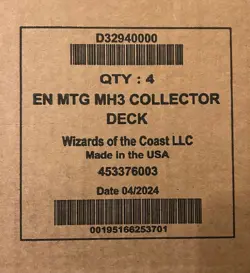 D32940000
QTY : 4
EN MTG MH3 COLLECTOR
DECK
Wizards of the Coast LLC
Made in the USA
453376003
Date 04/2024
00195166253701